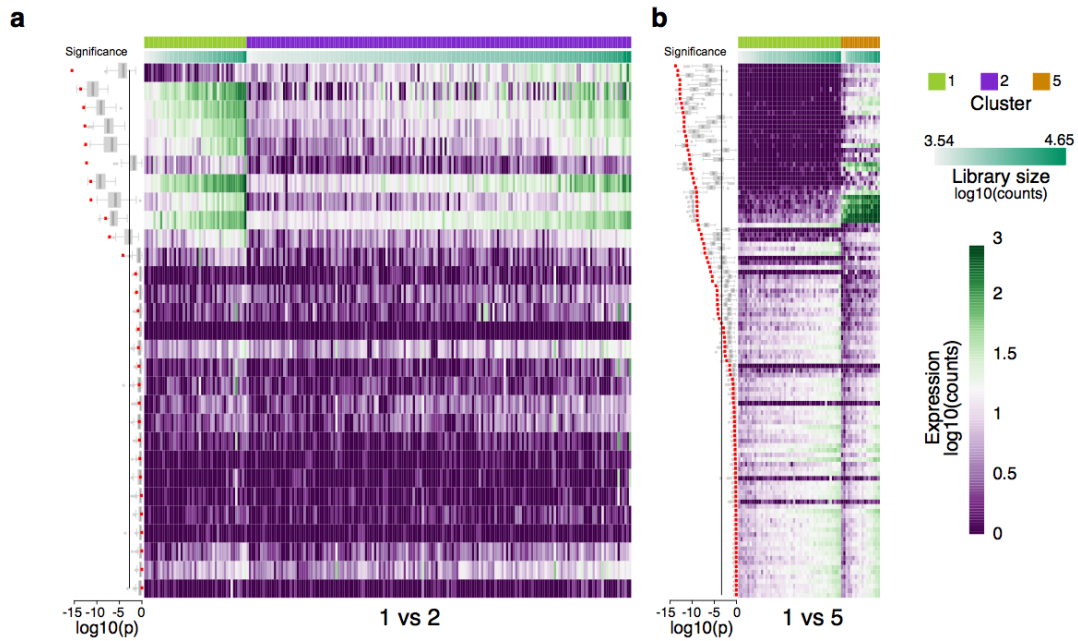 a
b
Significance
Significance
1
2
5
Cluster
3.54
4.65
Library size
log10(counts)
3
2
1.5
1
0.5
0
Expression
log10(counts)
-15 -10 -5 0
log10(p)
1 vs 2
-15 -10 -5 0
log10(p)
1 vs 5